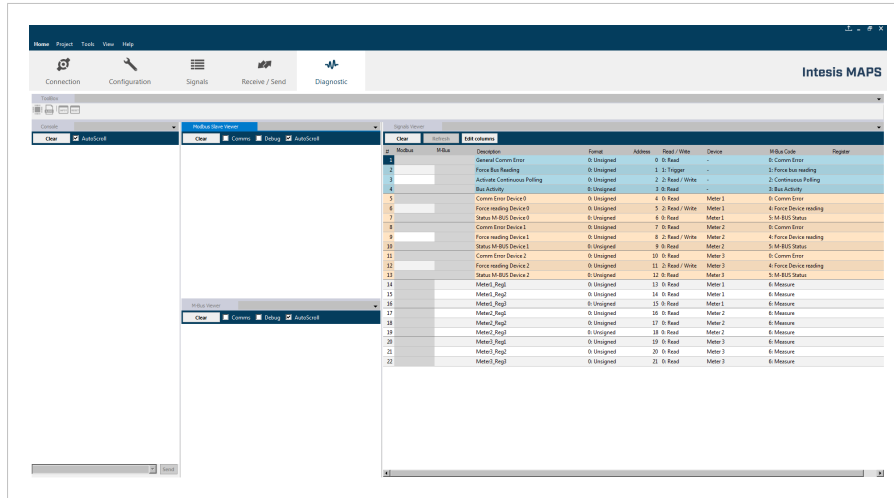 Home Project Tools View Help
Connection Configuration Signals Receive / Send Diagnostic
Intesis MAPS
Toolbox
Console
Clear AutoScroll
Modbus Slave Viewer
Clear Comms Debug AutoScroll
M-Bus Viewer
Clear Comms Debug AutoScroll
Send
Signals Viewer
Clear Refresh Edit columns
# Modbus M-Bus Description Format Address Read / Write Device M-Bus Code Register
1 General Comm Error 0: Unsigned 0 0: Read - 0: Comm Error
2 Force Bus Reading 0: Unsigned 1 1: Trigger - 1: Force bus reading
3 Activate Continuous Polling 0: Unsigned 2 2: Read / Write - 2: Continuous Polling
4 Bus Activity 0: Unsigned 3 0: Read - 3: Bus Activity
5 Comm Error Device 0 0: Unsigned 4 0: Read Meter 1 0: Comm Error
6 Force reading Device 0 0: Unsigned 5 2: Read / Write Meter 1 4: Force Device reading
7 Status M-BUS Device 0 0: Unsigned 6 0: Read Meter 1 5: M-BUS Status
8 Comm Error Device 1 0: Unsigned 7 0: Read Meter 2 0: Comm Error
9 Force reading Device 1 0: Unsigned 8 2: Read / Write Meter 2 4: Force Device reading
10 Status M-BUS Device 1 0: Unsigned 9 0: Read Meter 2 5: M-BUS Status
11 Comm Error Device 2 0: Unsigned 10 0: Read Meter 3 0: Comm Error
12 Force reading Device 2 0: Unsigned 11 2: Read / Write Meter 3 4: Force Device reading
13 Status M-BUS Device 2 0: Unsigned 12 0: Read Meter 3 5: M-BUS Status
14 Meter1_Reg1 0: Unsigned 13 0: Read Meter 1 6: Measure
15 Meter1_Reg2 0: Unsigned 14 0: Read Meter 1 6: Measure
16 Meter1_Reg3 0: Unsigned 15 0: Read Meter 1 6: Measure
17 Meter2_Reg1 0: Unsigned 16 0: Read Meter 2 6: Measure
18 Meter2_Reg2 0: Unsigned 17 0: Read Meter 2 6: Measure
19 Meter2_Reg3 0: Unsigned 18 0: Read Meter 2 6: Measure
20 Meter3_Reg1 0: Unsigned 19 0: Read Meter 3 6: Measure
21 Meter3_Reg2 0: Unsigned 20 0: Read Meter 3 6: Measure
22 Meter3_Reg3 0: Unsigned 21 0: Read Meter 3 6: Measure